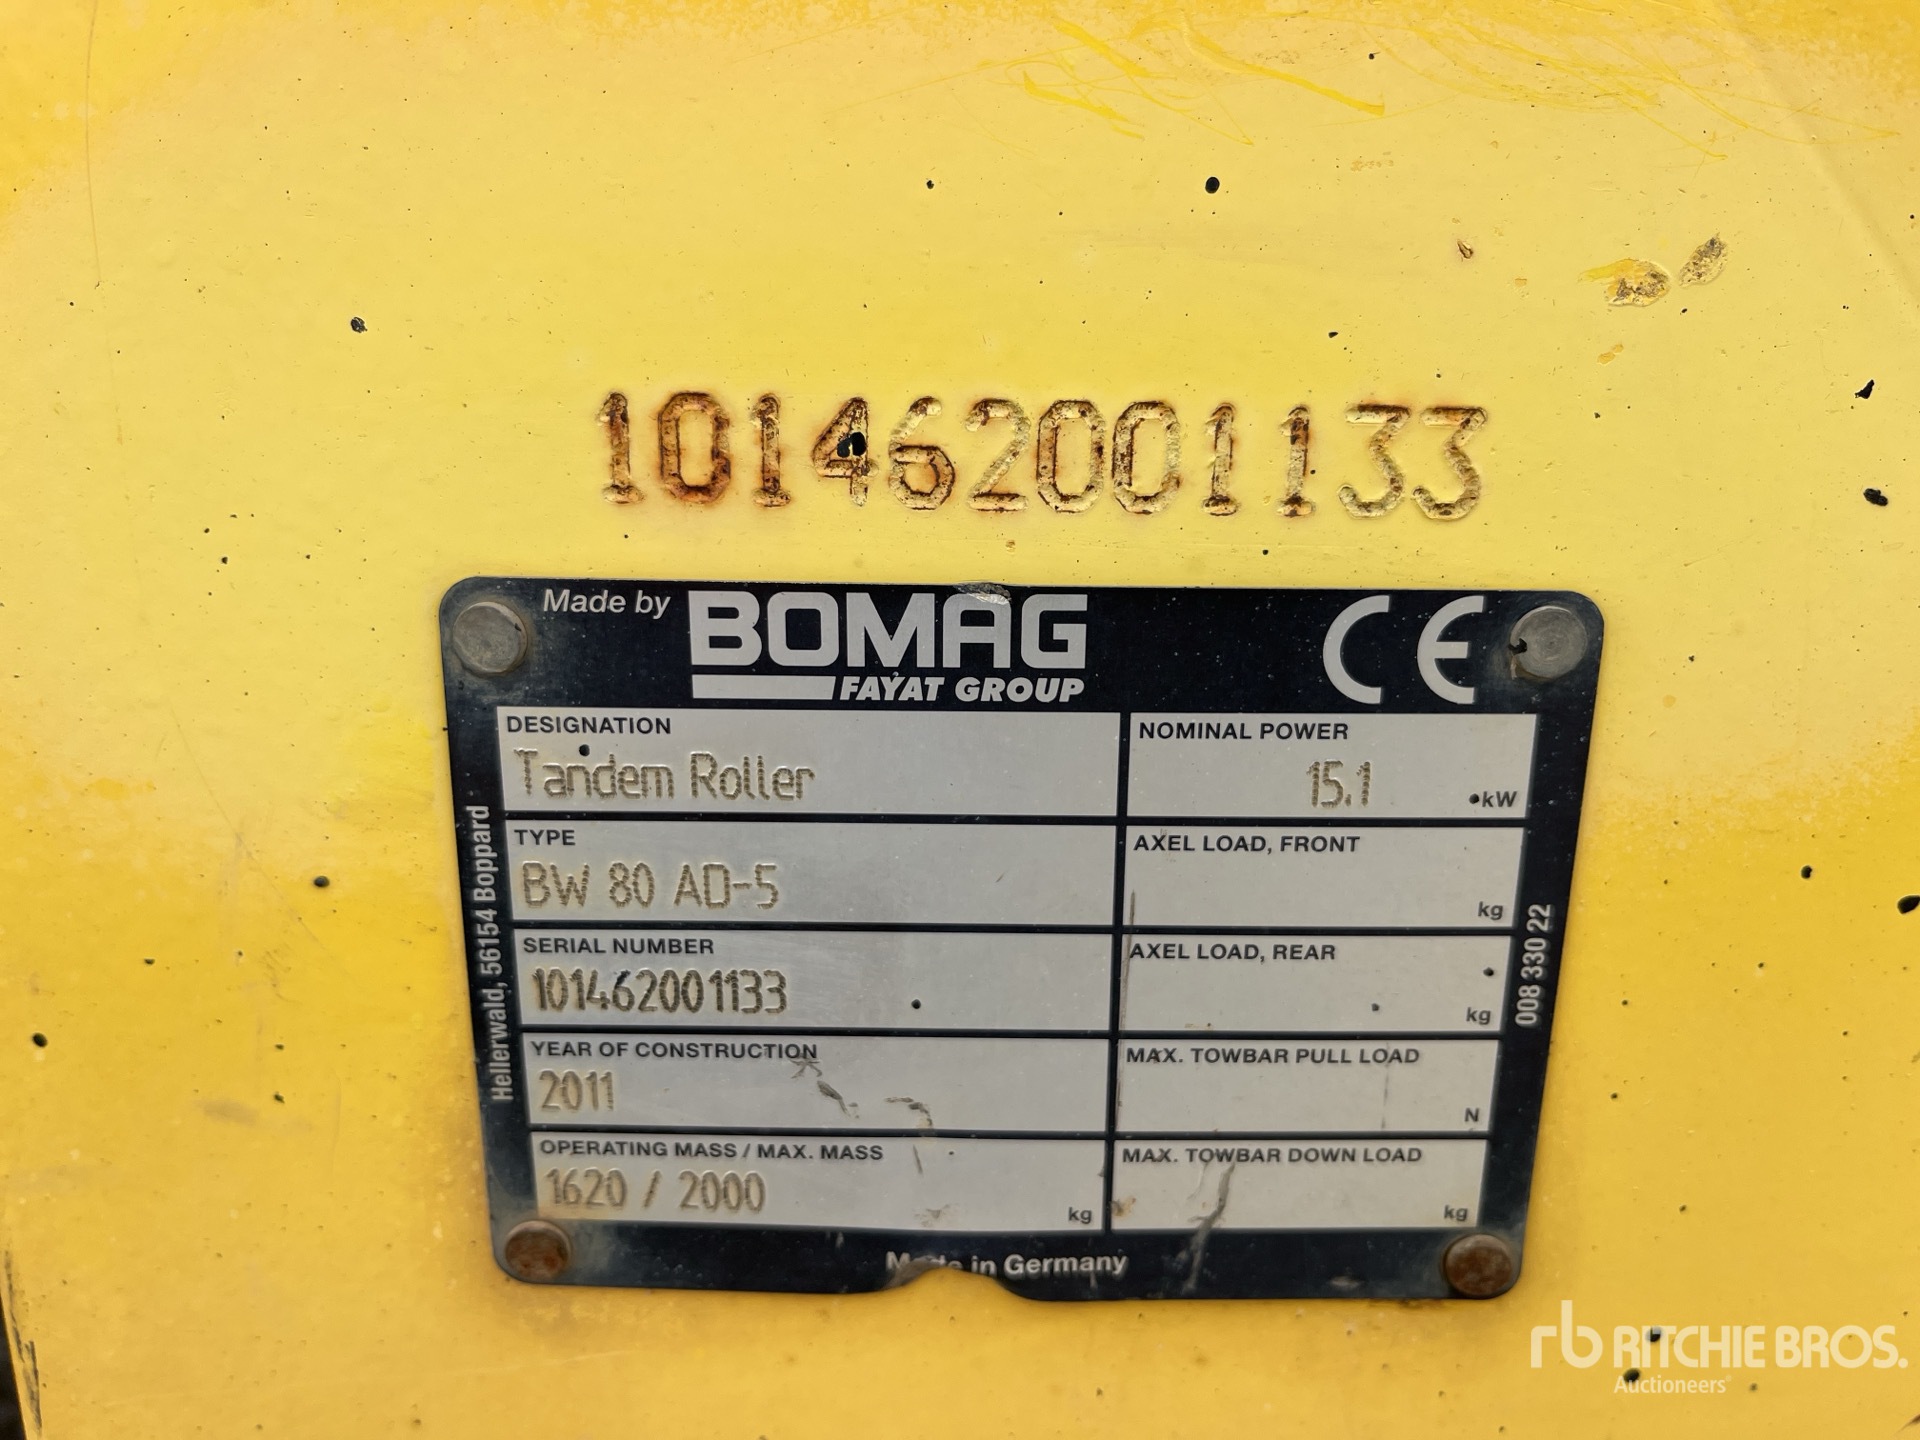 101462001133
Made by BOMAG
FAYAT GROUP
CE
DESIGNATION
Tandem Roller
NOMINAL POWER
15.1 kW
TYPE
BW 80 AD-5
AXEL LOAD, FRONT
kg
SERIAL NUMBER
101462001133
AXEL LOAD, REAR
kg
YEAR OF CONSTRUCTION
2011
MAX. TOWBAR PULL LOAD
N
OPERATING MASS / MAX. MASS
1620 / 2000 kg
MAX. TOWBAR DOWN LOAD
kg
Hellerwald, 56154 Boppard
008 330 22
Made in Germany
rb RITCHIE BROS.
Auctioneers